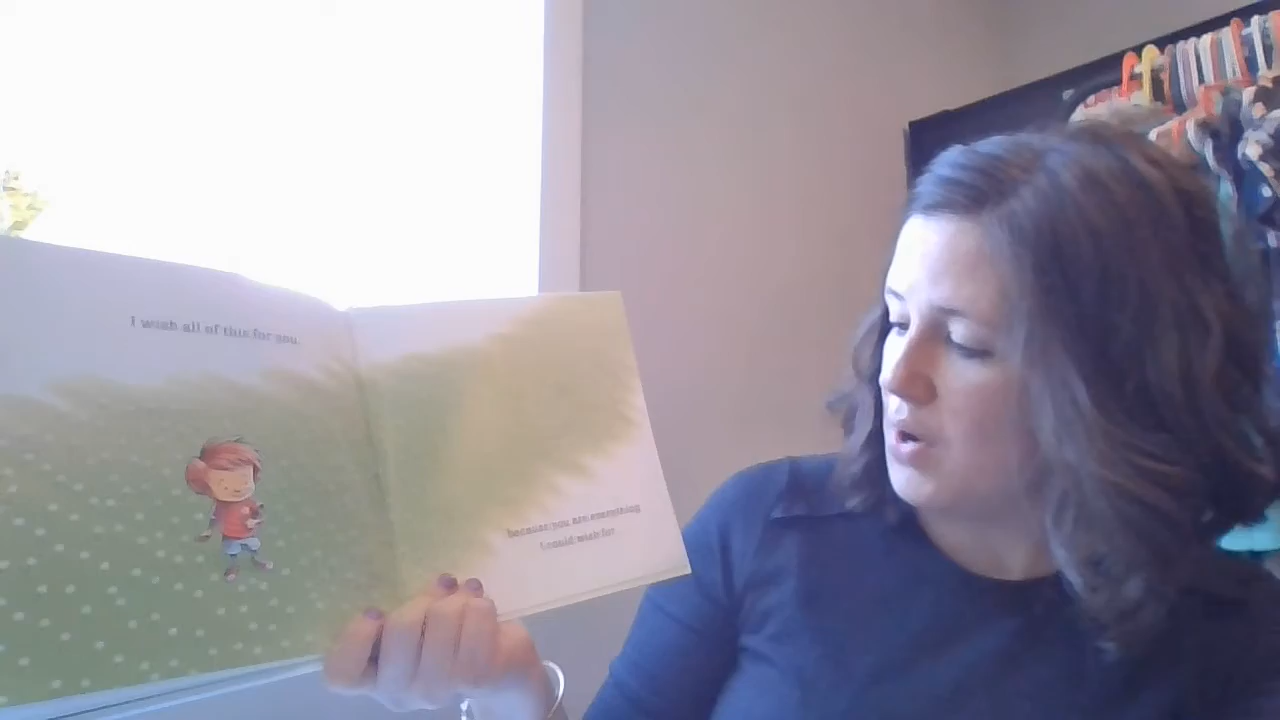 I wish all of this for you,
because you are everything
I could wish for.